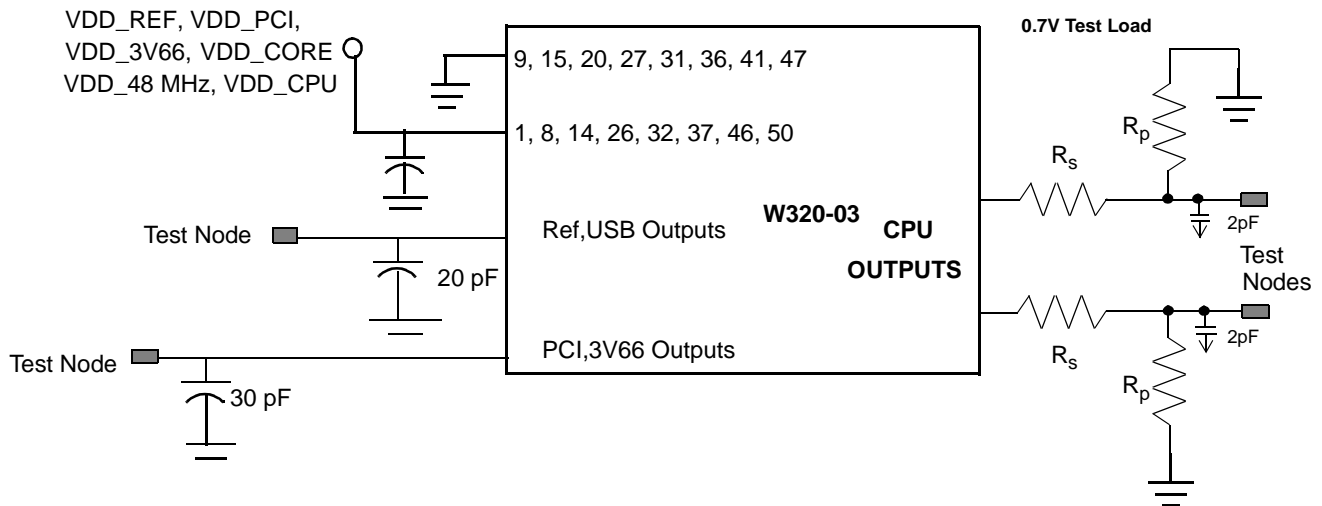 VDD_REF, VDD_PCI,
VDD_3V66, VDD_CORE
VDD_48 MHz, VDD_CPU
9, 15, 20, 27, 31, 36, 41, 47
1, 8, 14, 26, 32, 37, 46, 50
0.7V Test Load
Rp
Rs
W320-03
CPU
OUTPUTS
Test Node
Ref,USB Outputs
20 pF
2pF
Test
Nodes
2pF
Rs
Rp
Test Node
PCI,3V66 Outputs
30 pF